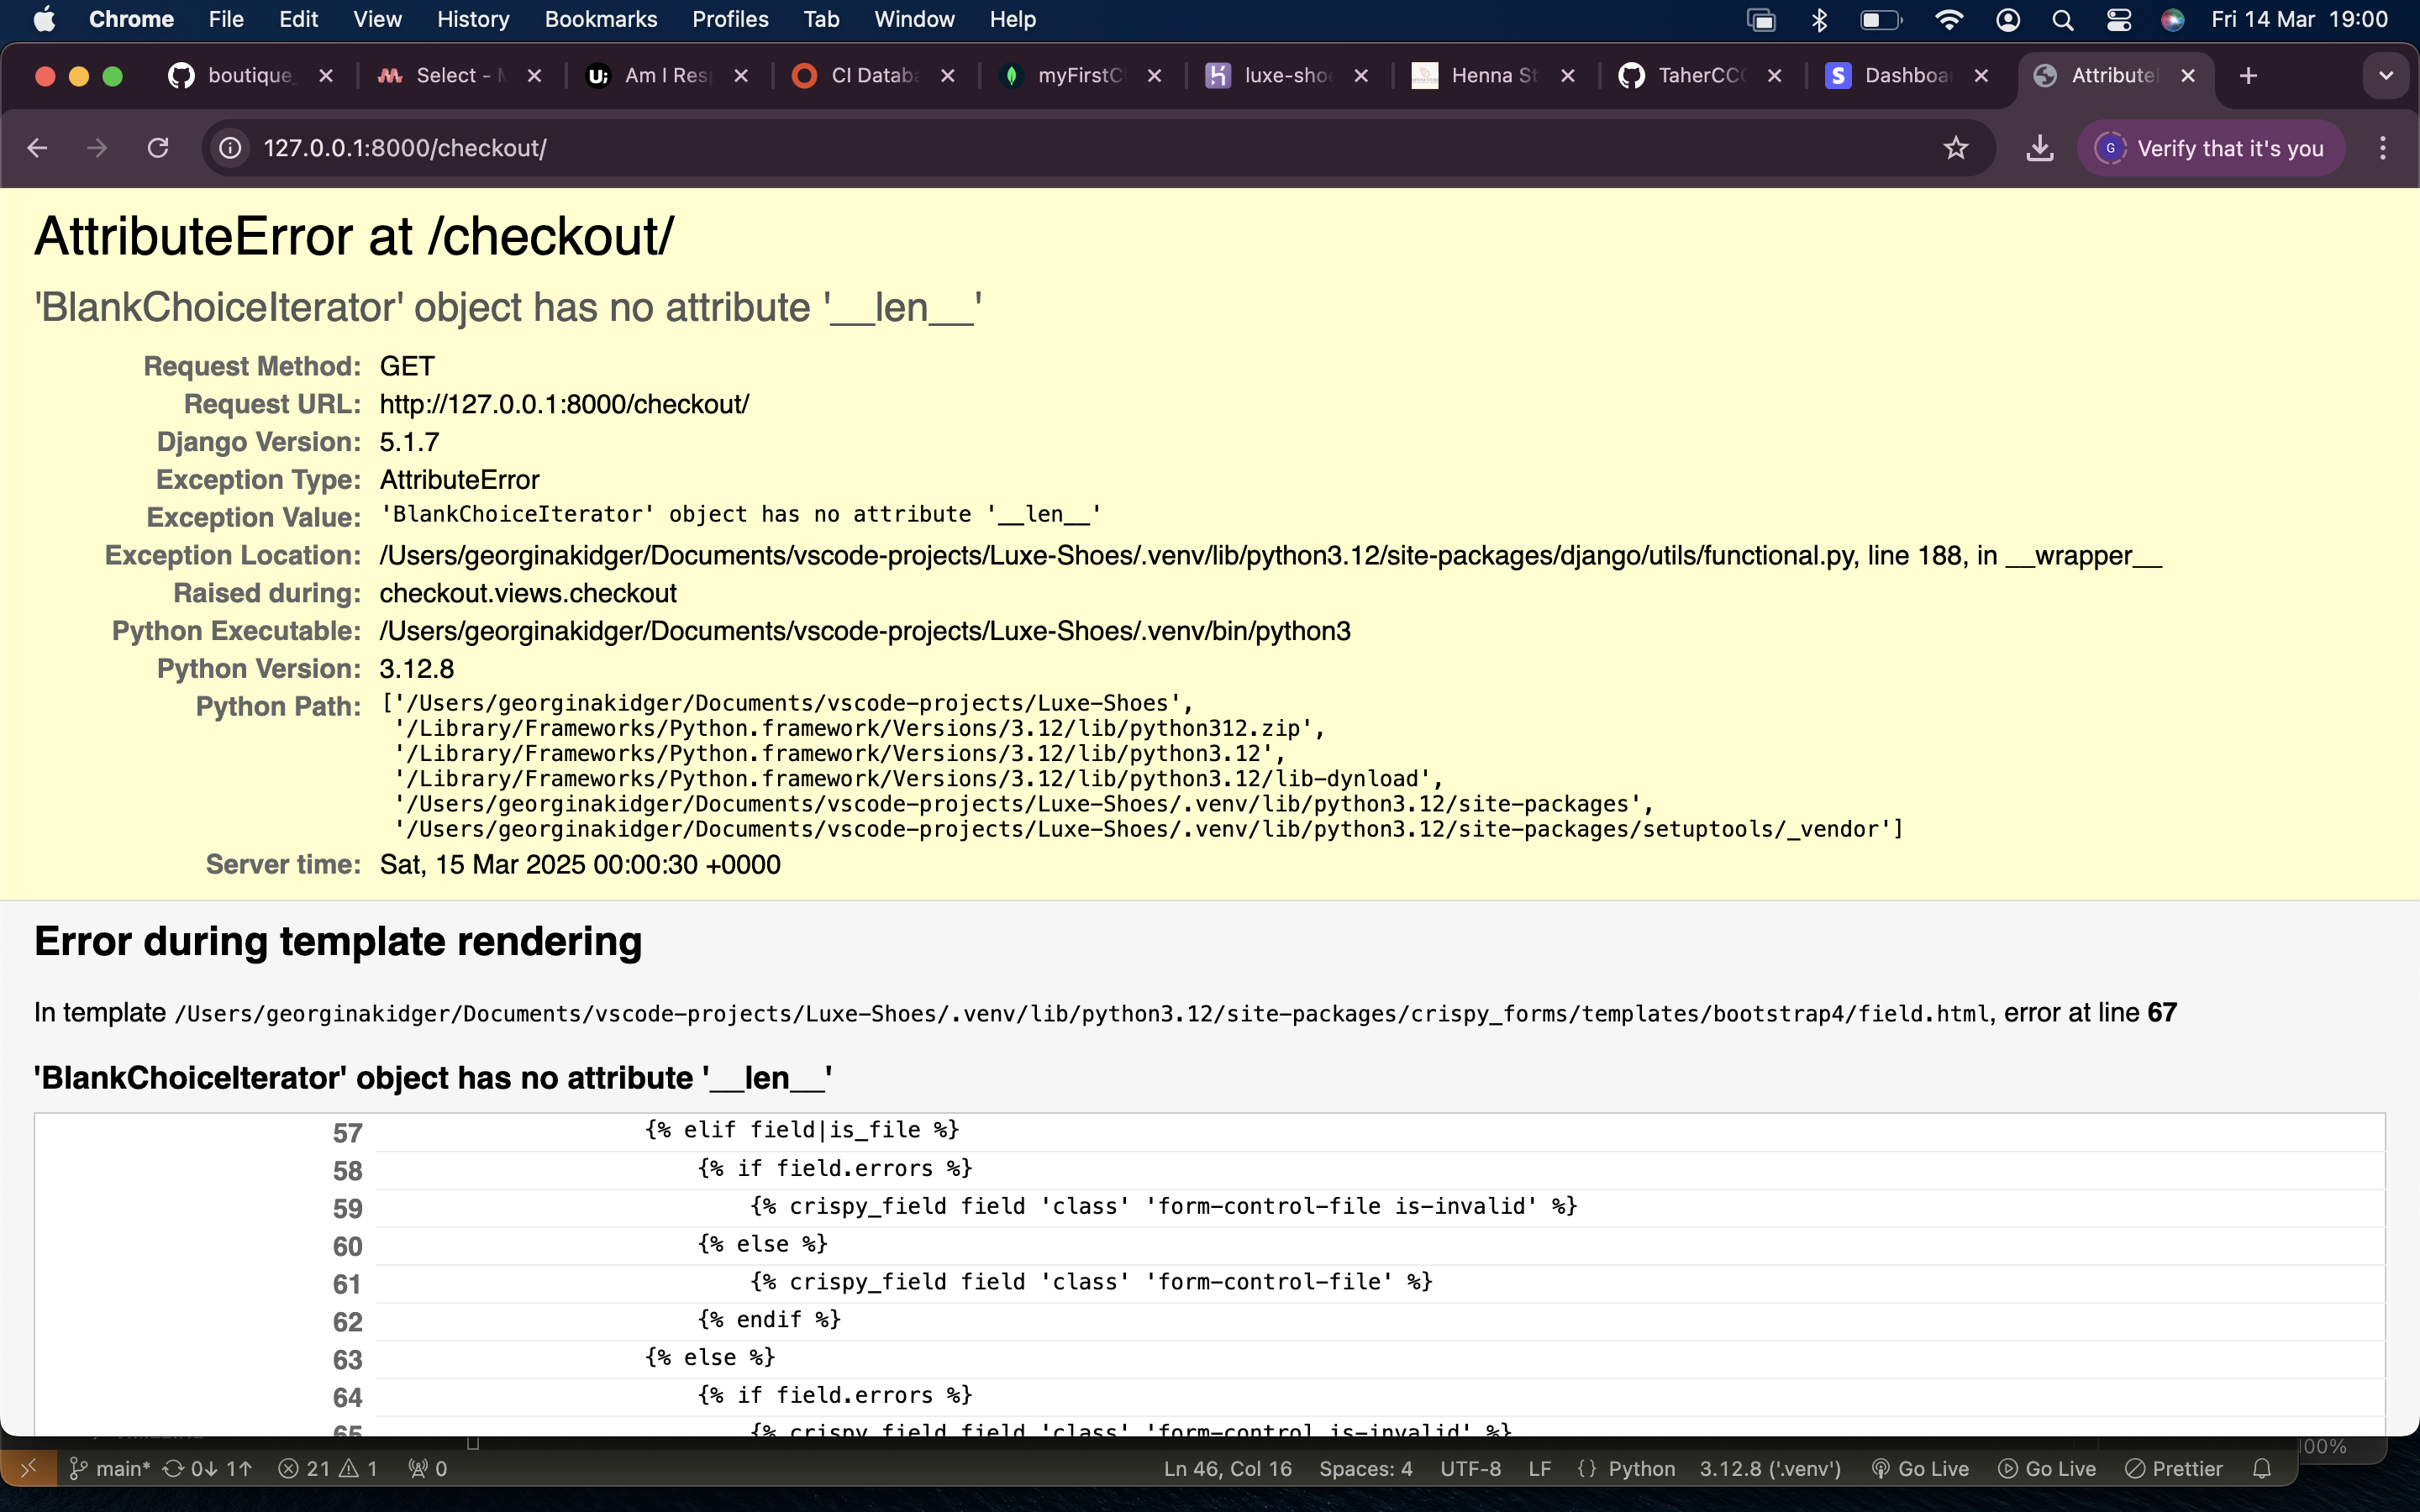 Chrome File Edit View History Bookmarks Profiles Tab Window Help Fri 14 Mar 19:00
boutique_ Select - M Am I Resp CI Databa myFirstC luxe-shoe Henna St TaherCCC Dashboar AttributeE
127.0.0.1:8000/checkout/ G Verify that it's you
AttributeError at /checkout/
'BlankChoiceIterator' object has no attribute '__len__'
Request Method: GET
Request URL: http://127.0.0.1:8000/checkout/
Django Version: 5.1.7
Exception Type: AttributeError
Exception Value: 'BlankChoiceIterator' object has no attribute '__len__'
Exception Location: /Users/georginakidger/Documents/vscode-projects/Luxe-Shoes/.venv/lib/python3.12/site-packages/django/utils/functional.py, line 188, in __wrapper__
Raised during: checkout.views.checkout
Python Executable: /Users/georginakidger/Documents/vscode-projects/Luxe-Shoes/.venv/bin/python3
Python Version: 3.12.8
Python Path: ['/Users/georginakidger/Documents/vscode-projects/Luxe-Shoes',
'/Library/Frameworks/Python.framework/Versions/3.12/lib/python312.zip',
'/Library/Frameworks/Python.framework/Versions/3.12/lib/python3.12',
'/Library/Frameworks/Python.framework/Versions/3.12/lib/python3.12/lib-dynload',
'/Users/georginakidger/Documents/vscode-projects/Luxe-Shoes/.venv/lib/python3.12/site-packages',
'/Users/georginakidger/Documents/vscode-projects/Luxe-Shoes/.venv/lib/python3.12/site-packages/setuptools/_vendor']
Server time: Sat, 15 Mar 2025 00:00:30 +0000
Error during template rendering
In template /Users/georginakidger/Documents/vscode-projects/Luxe-Shoes/.venv/lib/python3.12/site-packages/crispy_forms/templates/bootstrap4/field.html, error at line 67
'BlankChoiceIterator' object has no attribute '__len__'
57 {% elif field|is_file %}
58 {% if field.errors %}
59 {% crispy_field field 'class' 'form-control-file is-invalid' %}
60 {% else %}
61 {% crispy_field field 'class' 'form-control-file' %}
62 {% endif %}
63 {% else %}
64 {% if field.errors %}
65 {% crispy_field field 'class' 'form-control is-invalid' %}
00%
main* 0↓ 1↑ 21 1 0 Ln 46, Col 16 Spaces: 4 UTF-8 LF {} Python 3.12.8 ('.venv') Go Live Go Live Prettier